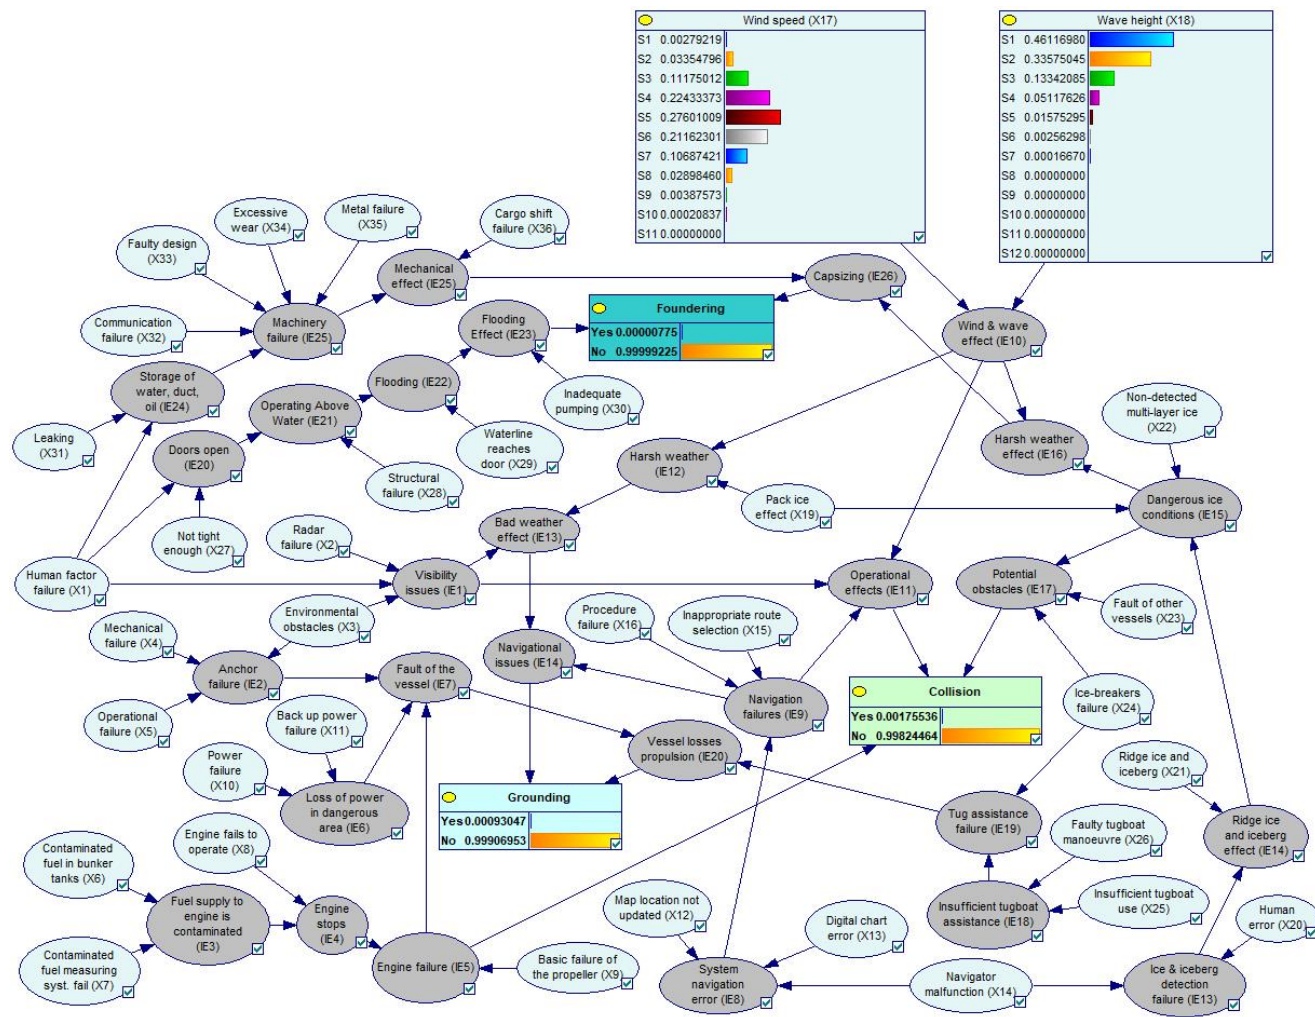 Wind speed (X17)
S1 0.00279219
S2 0.03354796
S3 0.11175012
S4 0.22433373
S5 0.27601009
S6 0.21162301
S7 0.10687421
S8 0.02898460
S9 0.00387573
S10 0.00020837
S11 0.00000000
Wave height (X18)
S1 0.46116980
S2 0.33575045
S3 0.13342085
S4 0.05117626
S5 0.01575295
S6 0.00256298
S7 0.00016670
S8 0.00000000
S9 0.00000000
S10 0.00000000
S11 0.00000000
S12 0.00000000
Excessive
wear (X34)
Metal failure
(X35)
Cargo shift
failure (X36)
Faulty design
(X33)
Mechanical
effect (IE25)
Capsizing (IE26)
Communication
failure (X32)
Machinery
failure (IE25)
Flooding
Effect (IE23)
Foundering
Yes 0.00000775
No 0.99999225
Wind & wave
effect (IE10)
Storage of
water, duct,
oil (IE24)
Flooding (IE22)
Operating Above
Water (IE21)
Inadequate
pumping (X30)
Non-detected
multi-layer ice
(X22)
Leaking
(X31)
Doors open
(IE20)
Waterline
reaches
door (X29)
Harsh weather
(IE12)
Harsh weather
effect (IE16)
Structural
failure (X28)
Pack ice
effect (X19)
Dangerous ice
conditions (IE15)
Not tight
enough (X27)
Radar
failure (X2)
Bad weather
effect (IE13)
Human factor
failure (X1)
Visibility
issues (IE1)
Operational
effects (IE11)
Potential
obstacles (IE17)
Environmental
obstacles (X3)
Procedure
failure (X16)
Inappropriate route
selection (X15)
Fault of other
vessels (X23)
Mechanical
failure (X4)
Anchor
failure (IE2)
Fault of the
vessel (IE7)
Navigational
issues (IE14)
Navigation
failures (IE9)
Collision
Yes 0.00175536
No 0.99824464
Ice-breakers
failure (X24)
Operational
failure (X5)
Back up power
failure (X11)
Vessel losses
propulsion (IE20)
Power
failure
(X10)
Loss of power
in dangerous
area (IE6)
Grounding
Yes 0.00093047
No 0.99906953
Ridge ice and
iceberg (X21)
Tug assistance
failure (IE19)
Ridge ice
and iceberg
effect (IE14)
Engine fails to
operate (X8)
Faulty tugboat
manoeuvre (X26)
Contaminated
fuel in bunker
tanks (X6)
Fuel supply to
engine is
contaminated
(IE3)
Engine
stops
(IE4)
Map location not
updated (X12)
Digital chart
error (X13)
Insufficient tugboat
assistance (IE18)
Insufficient tugboat
use (X25)
Human
error (X20)
Contaminated
fuel measuring
syst. fail (X7)
Engine failure (IE5)
Basic failure of
the propeller (X9)
System
navigation
error (IE8)
Navigator
malfunction (X14)
Ice & iceberg
detection
failure (IE13)